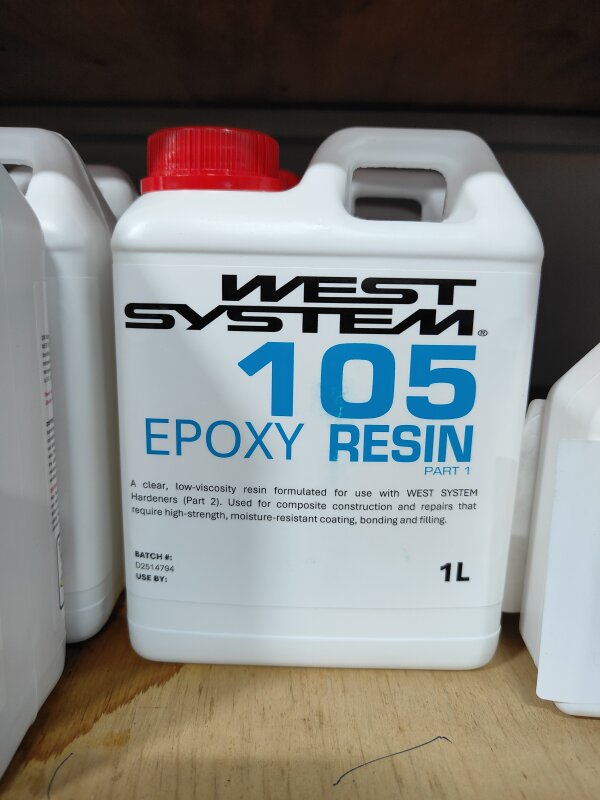 WEST
SYSTEM®
105
EPOXY RESIN
PART 1
A clear, low-viscosity resin formulated for use with WEST SYSTEM
Hardeners (Part 2). Used for composite construction and repairs that
require high-strength, moisture-resistant coating, bonding and filling.
BATCH #:
D2514794
USE BY:
1L